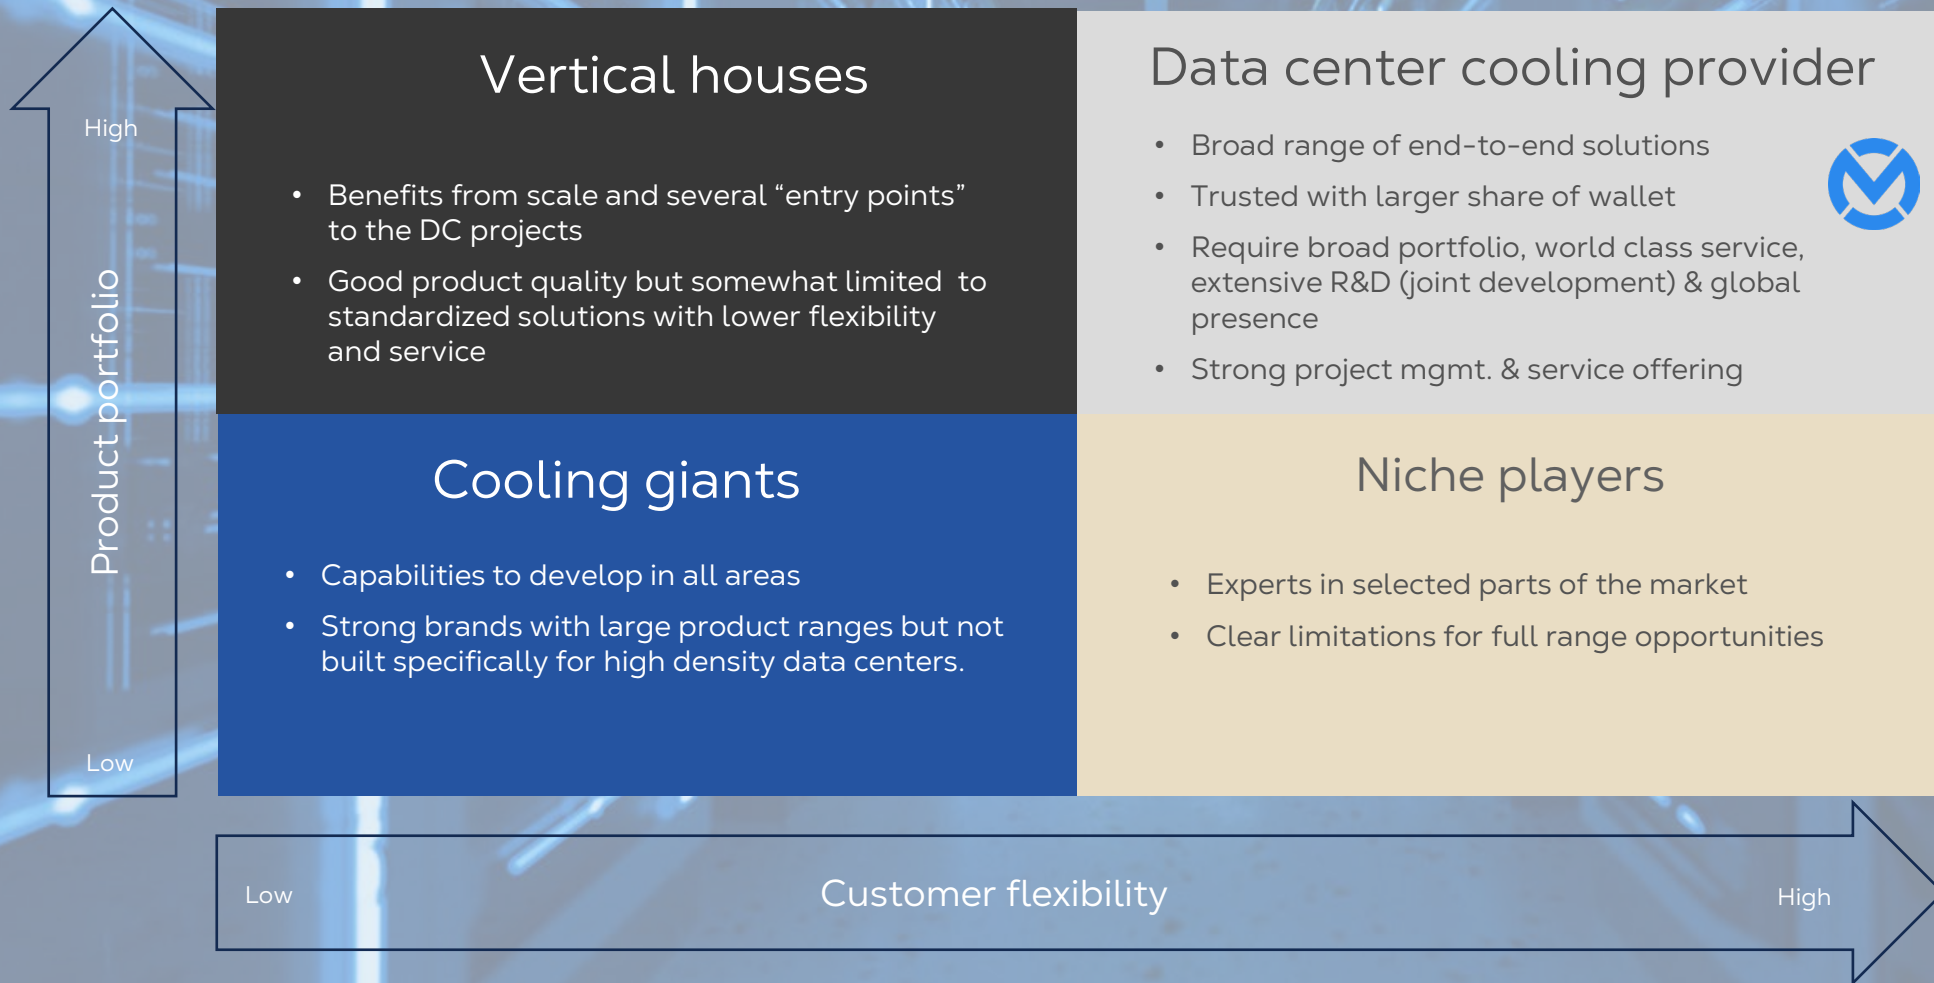 High
Product portfolio
Low
Vertical houses
• Benefits from scale and several “entry points”
to the DC projects
• Good product quality but somewhat limited  to
standardized solutions with lower flexibility
and service
Data center cooling provider
• Broad range of end-to-end solutions
• Trusted with larger share of wallet
• Require broad portfolio, world class service,
extensive R&D (joint development) & global
presence
• Strong project mgmt. & service offering
Cooling giants
• Capabilities to develop in all areas
• Strong brands with large product ranges but not
built specifically for high density data centers.
Niche players
• Experts in selected parts of the market
• Clear limitations for full range opportunities
Low
Customer flexibility
High